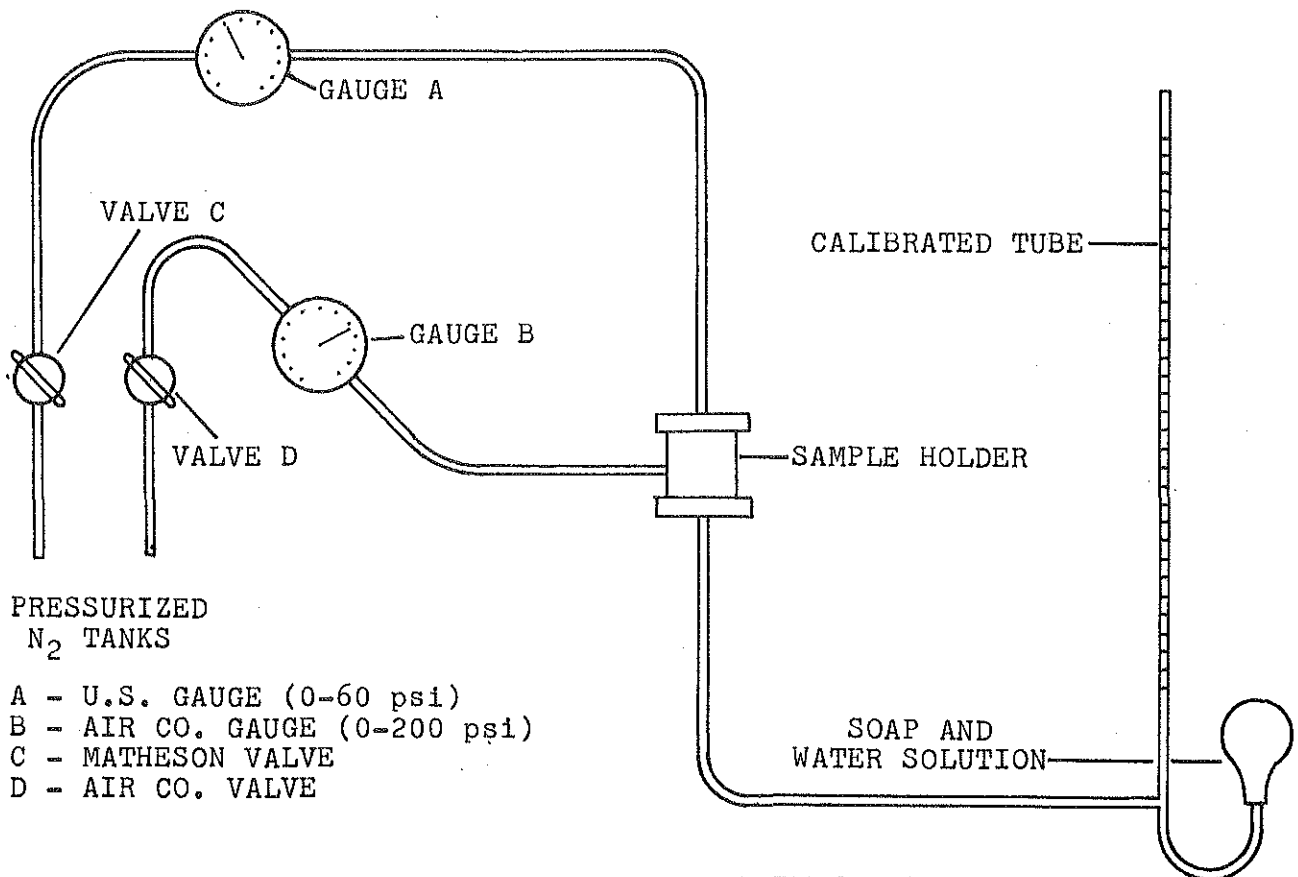 GAUGE A
VALVE C
CALIBRATED TUBE
GAUGE B
VALVE D
SAMPLE HOLDER
PRESSURIZED
N₂ TANKS
A - U.S. GAUGE (0-60 psi)
B - AIR CO. GAUGE (0-200 psi)
C - MATHESON VALVE
D - AIR CO. VALVE
SOAP AND
WATER SOLUTION